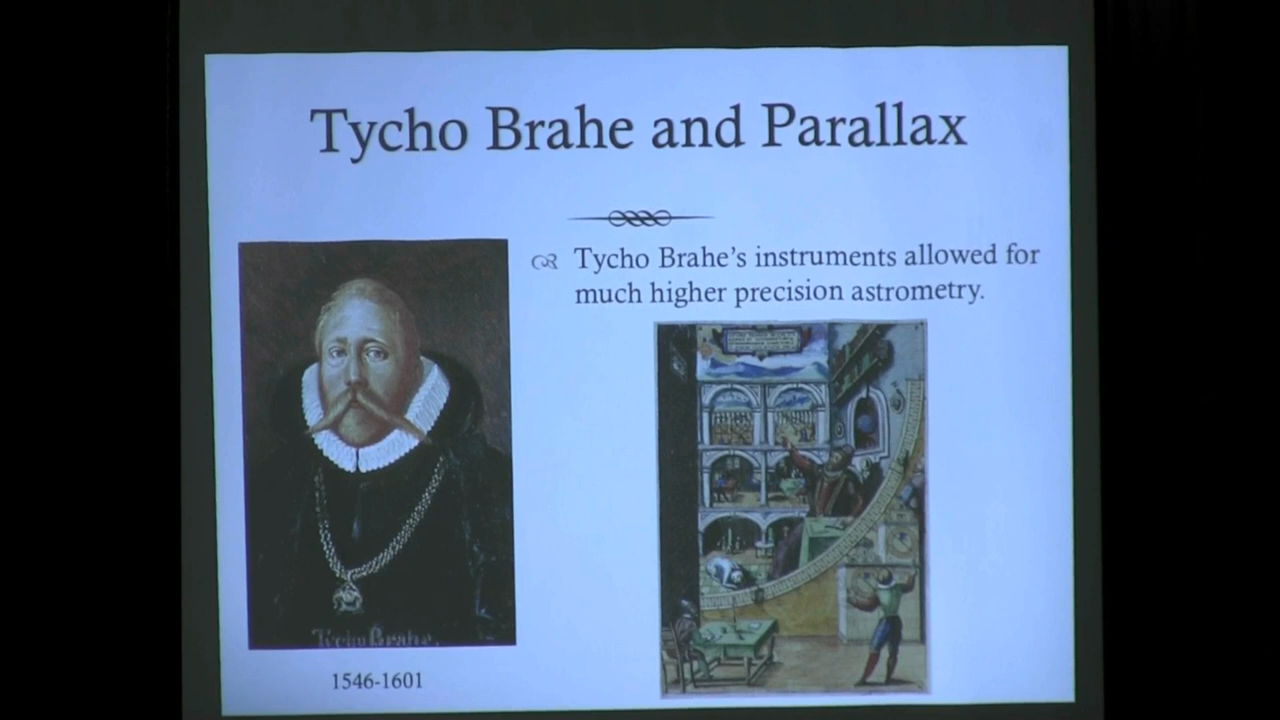 Tycho Brahe and Parallax
Tycho Brahe's instruments allowed for
much higher precision astrometry.
Tycho Brahe.
1546-1601